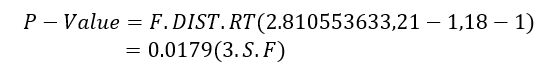 P − Value = F.DIST.RT(2.810553633,21 − 1,18 − 1)
= 0.0179(3.S.F)